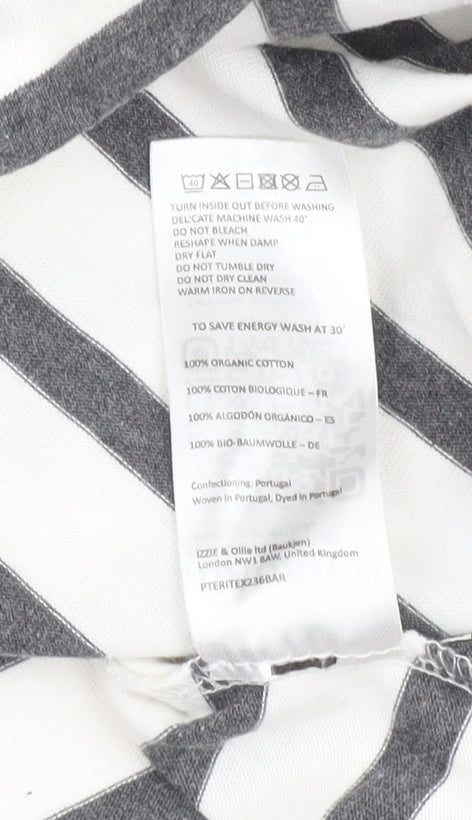 40
TURN INSIDE OUT BEFORE WASHING
DELICATE MACHINE WASH 40°
DO NOT BLEACH
RESHAPE WHEN DAMP
DRY FLAT
DO NOT TUMBLE DRY
DO NOT DRY CLEAN
WARM IRON ON REVERSE
TO SAVE ENERGY WASH AT 30°
100% ORGANIC COTTON
100% COTON BIOLOGIQUE – FR
100% ALGODÓN ORGÁNICO – ES
100% BIO-BAUMWOLLE – DE
Confectioning: Portugal
Woven in Portugal, Dyed in Portugal
IZZIE & Ollie ltd (Baukjen)
London NW1 8AW, United Kingdom
PTERITEX236BAR